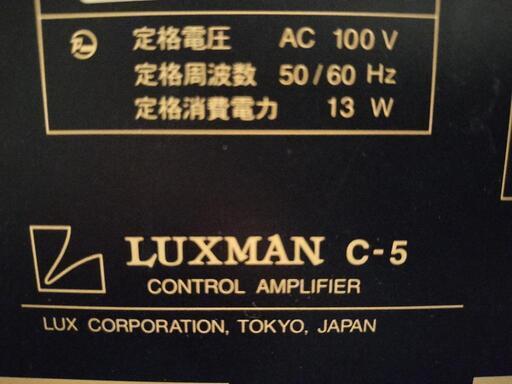 定格電圧 AC 100 V
定格周波数 50/60 Hz
定格消費電力 13 W
LUXMAN C-5
CONTROL AMPLIFIER
LUX CORPORATION, TOKYO, JAPAN